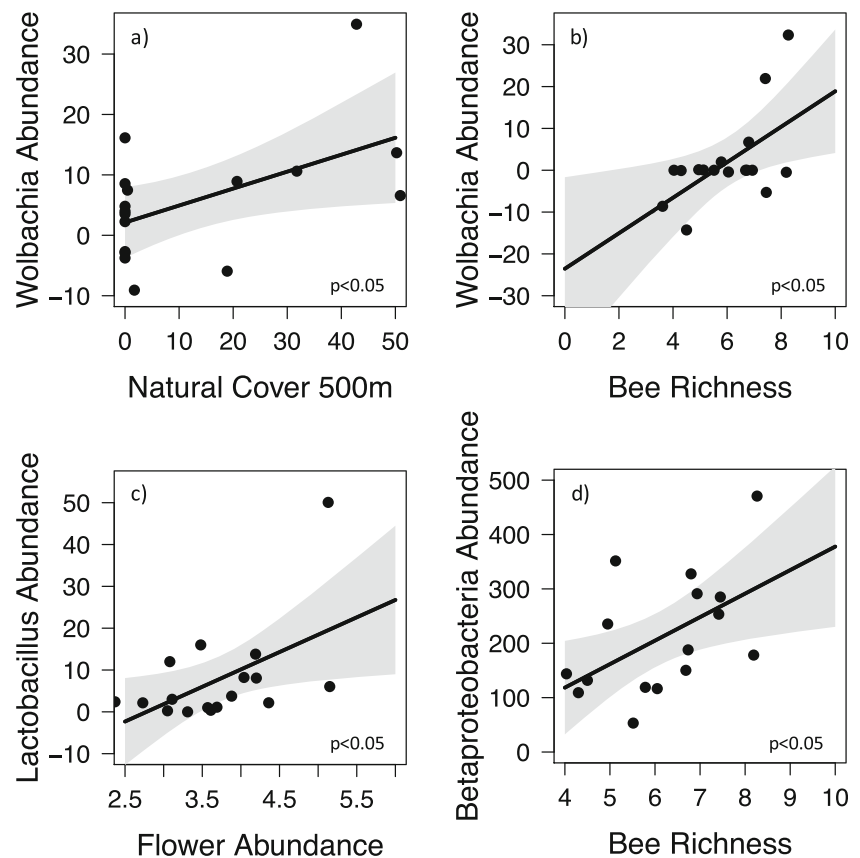 a)
Wolbachia Abundance
30
20
10
0
−10
0 10 20 30 40 50
p<0.05
Natural Cover 500m
b)
Wolbachia Abundance
30
20
10
0
−10
−20
−30
0 2 4 6 8 10
p<0.05
Bee Richness
c)
Lactobacillus Abundance
50
40
30
20
10
0
−10
2.5 3.5 4.5 5.5
p<0.05
Flower Abundance
d)
Betaproteobacteria Abundance
500
400
300
200
100
0
4 5 6 7 8 9 10
p<0.05
Bee Richness